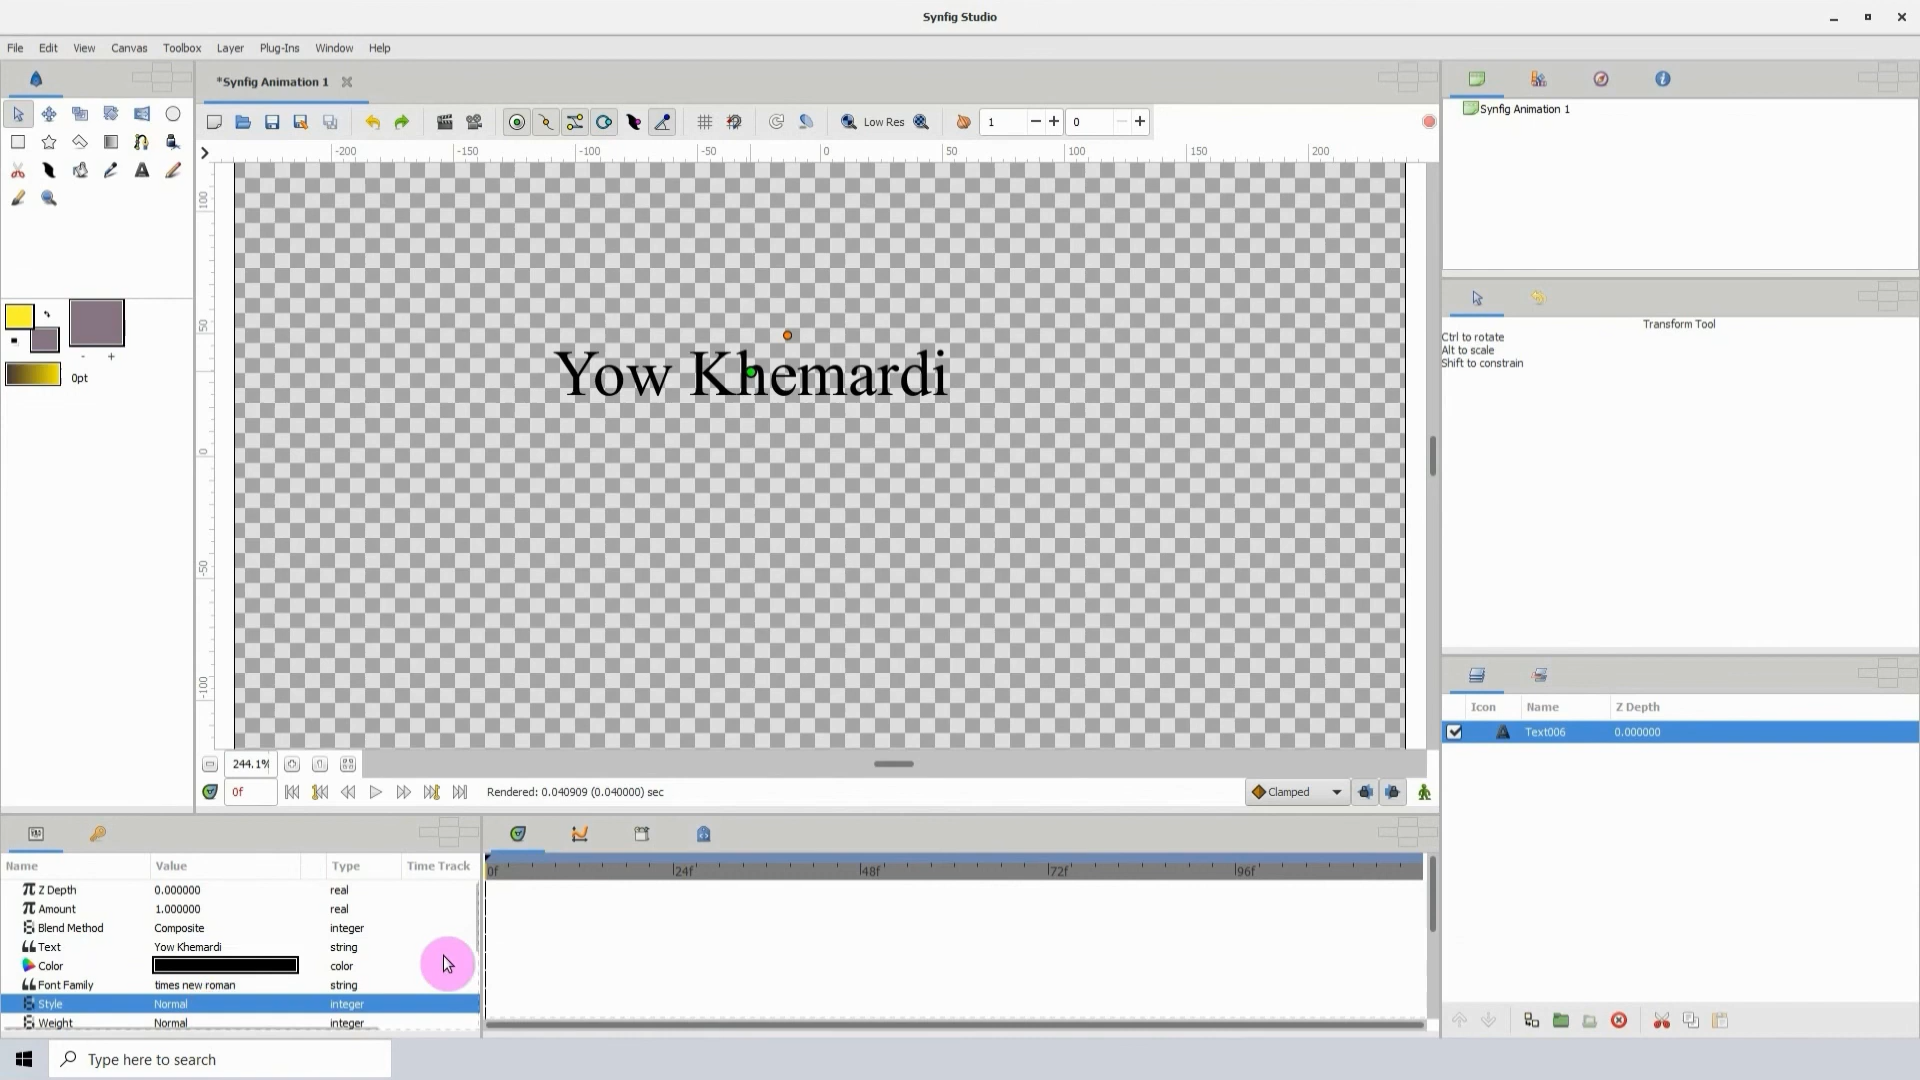 Synfig Studio
File Edit View Canvas Toolbox Layer Plug-Ins Window Help
*Synfig Animation 1
Low Res 1 0
-200 -150 -100 -50 0 50 100 150 200
100
50
0
-50
-100
Yow Khemardi
0pt
244.1%
0f
Rendered: 0.040909 (0.040000) sec
Clamped
Synfig Animation 1
Transform Tool
Ctrl to rotate
Alt to scale
Shift to constrain
Icon Name Z Depth
Text006 0.000000
Name Value Type Time Track
Z Depth 0.000000 real
Amount 1.000000 real
Blend Method Composite integer
Text Yow Khemardi string
Color color
Font Family times new roman string
Style Normal integer
Weight Normal integer
0f 24f 48f 72f 96f
Type here to search